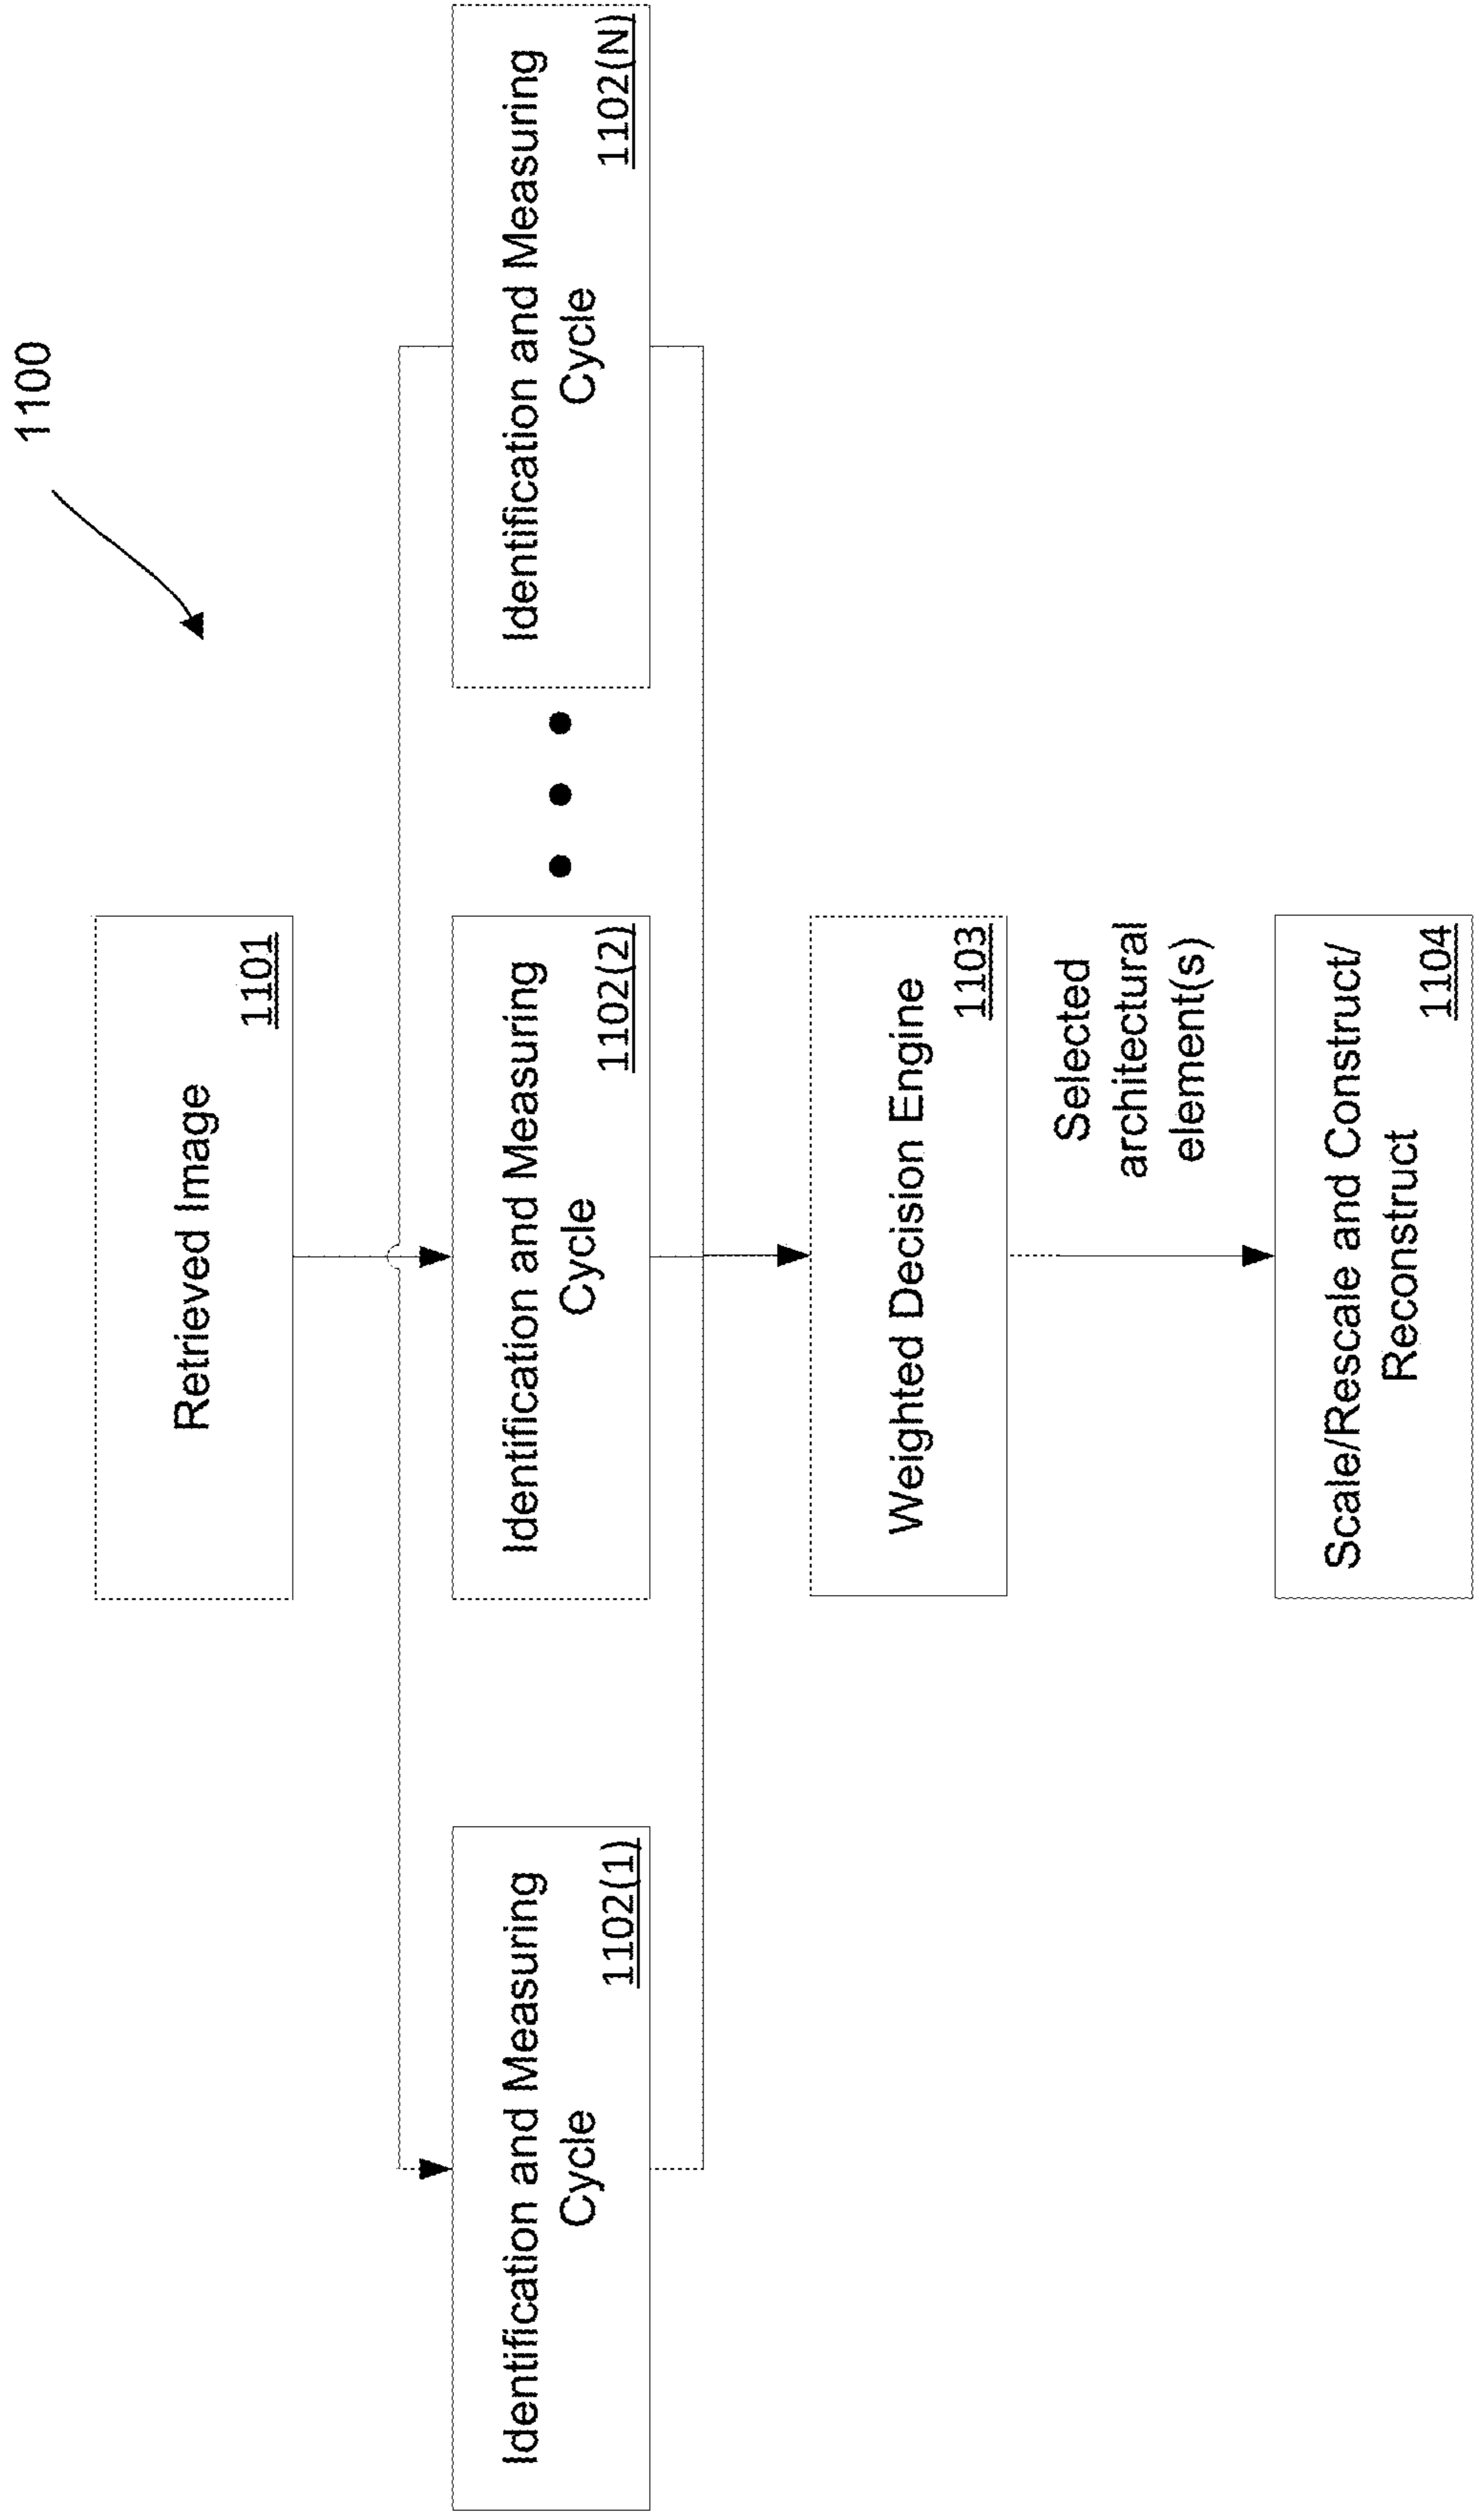 1100
Retrieved Image
1101
Identification and Measuring
Cycle
1102(1)
Identification and Measuring
Cycle
1102(2)
Identification and Measuring
Cycle
1102(N)
Weighted Decision Engine
1103
Selected
architectural
element(s)
Scale/Rescale and Construct/
Reconstruct
1104